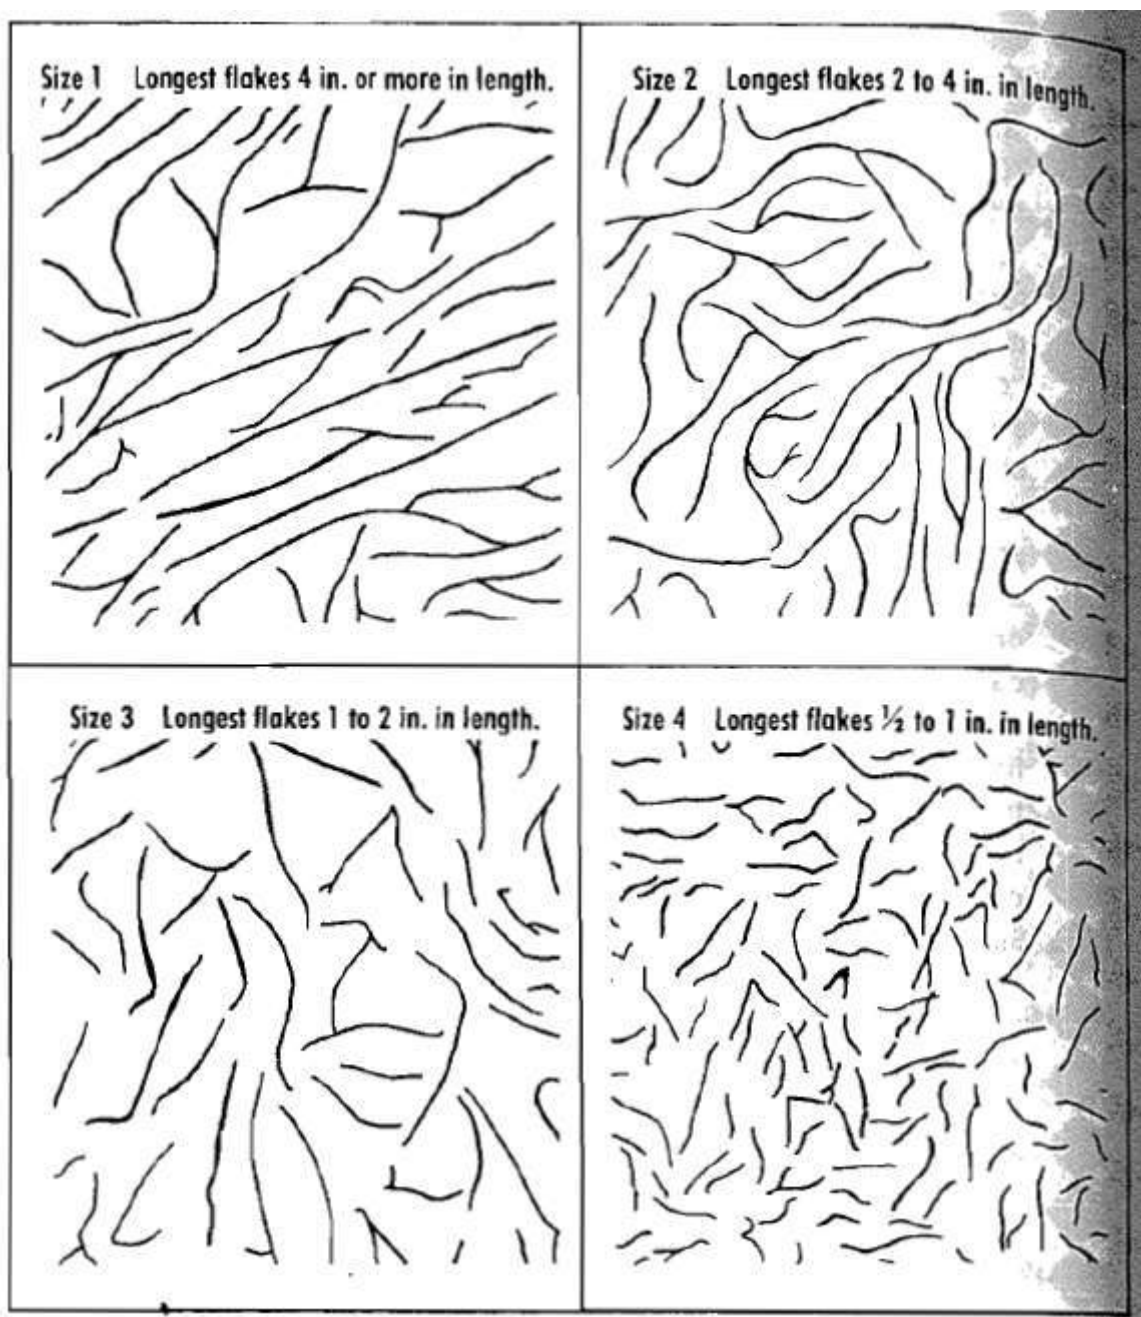 Size 1 Longest flakes 4 in. or more in length.
Size 2 Longest flakes 2 to 4 in. in length.
Size 3 Longest flakes 1 to 2 in. in length.
Size 4 Longest flakes ½ to 1 in. in length.